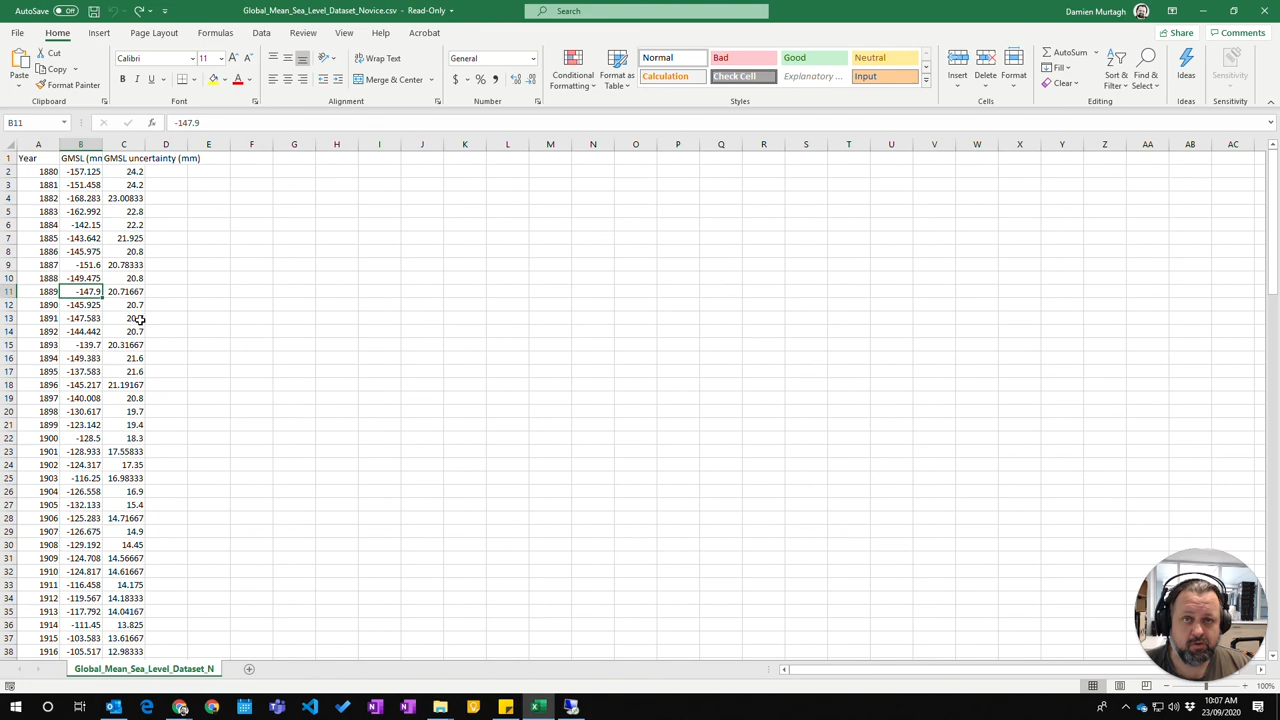 AutoSave Off Global_Mean_Sea_Level_Dataset_Novice.csv - Read-Only Search Damien Murtagh
File Home Insert Page Layout Formulas Data Review View Help Acrobat Share Comments
Paste Cut Copy Format Painter Clipboard
Calibri 11 B I U Font
Wrap Text Merge & Center Alignment
General $ % Number
Conditional Formatting Format as Table
Normal Bad Good Neutral
Calculation Check Cell Explanatory ... Input
Styles
Insert Delete Format Cells
AutoSum Fill Clear Sort & Filter Find & Select Editing
Ideas Ideas
Sensitivity Sensitivity
B11 fx -147.9
A B C D E F G H I J K L M N O P Q R S T U V W X Y Z AA AB AC
1 Year GMSL (mn GMSL uncertainty (mm)
2 1880 -157.125 24.2
3 1881 -151.458 24.2
4 1882 -168.283 23.00833
5 1883 -162.992 22.8
6 1884 -142.15 22.2
7 1885 -143.642 21.925
8 1886 -145.975 20.8
9 1887 -151.6 20.78333
10 1888 -149.475 20.8
11 1889 -147.9 20.71667
12 1890 -145.925 20.7
13 1891 -147.583
14 1892 -144.442 20.7
15 1893 -139.7 20.31667
16 1894 -149.383 21.6
17 1895 -137.583 21.6
18 1896 -145.217 21.19167
19 1897 -140.008 20.8
20 1898 -130.617 19.7
21 1899 -123.142 19.4
22 1900 -128.5 18.3
23 1901 -128.933 17.55833
24 1902 -124.317 17.35
25 1903 -116.25 16.98333
26 1904 -126.558 16.9
27 1905 -132.133 15.4
28 1906 -125.283 14.71667
29 1907 -126.675 14.9
30 1908 -129.192 14.45
31 1909 -124.708 14.56667
32 1910 -124.817 14.61667
33 1911 -116.458 14.175
34 1912 -119.567 14.18333
35 1913 -117.792 14.04167
36 1914 -111.45 13.825
37 1915 -103.583 13.61667
38 1916 -105.517 12.98333
Global_Mean_Sea_Level_Dataset_N
100%
10:07 AM
23/09/2020